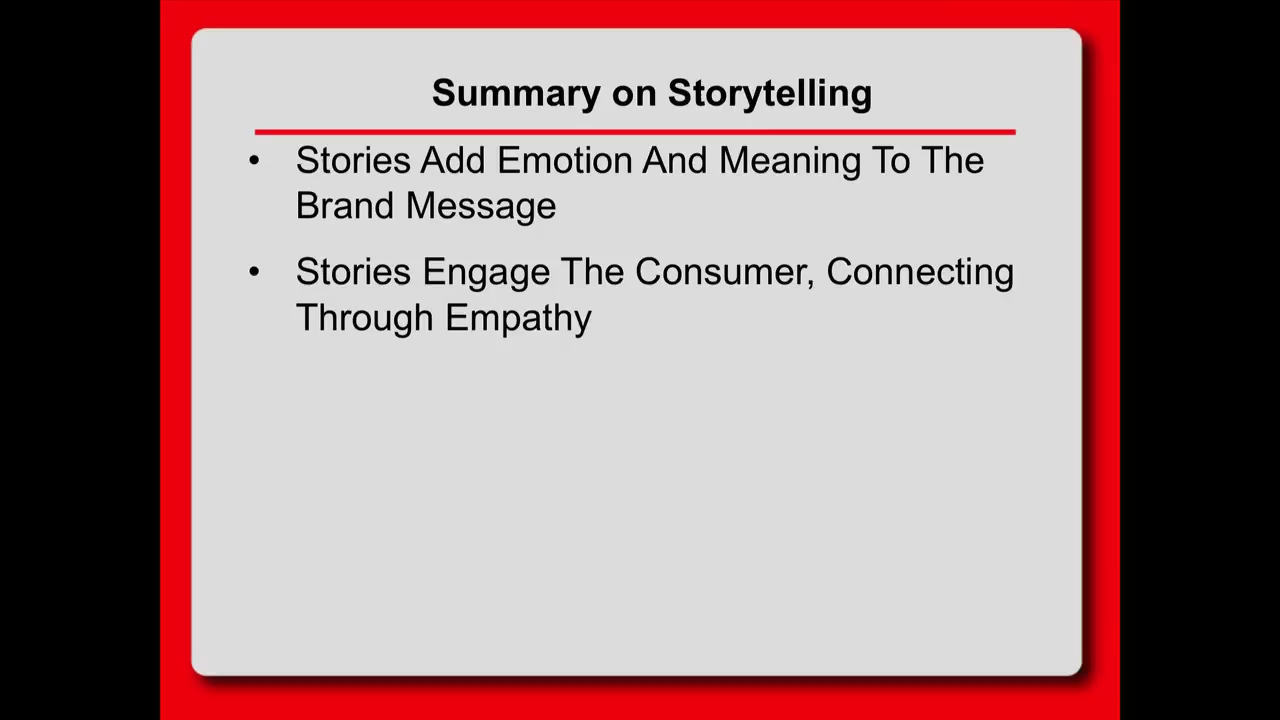 Summary on Storytelling
• Stories Add Emotion And Meaning To The
Brand Message
• Stories Engage The Consumer, Connecting
Through Empathy